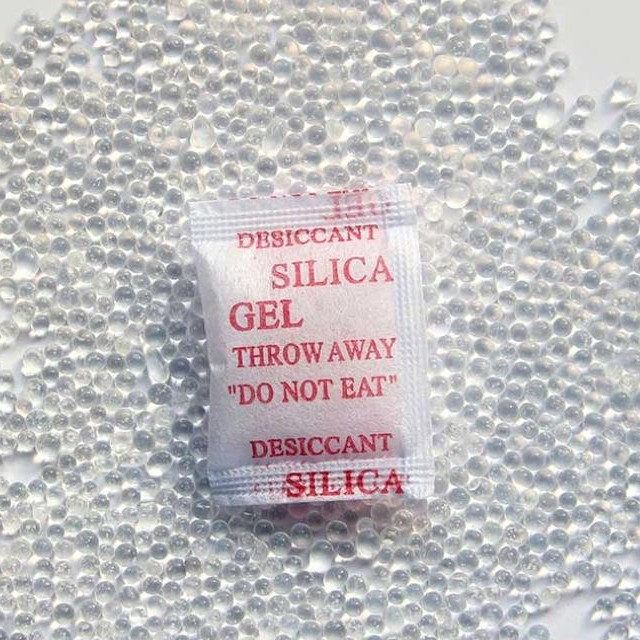 DESICCANT
SILICA
GEL
THROW AWAY
"DO NOT EAT"
DESICCANT
SILICA